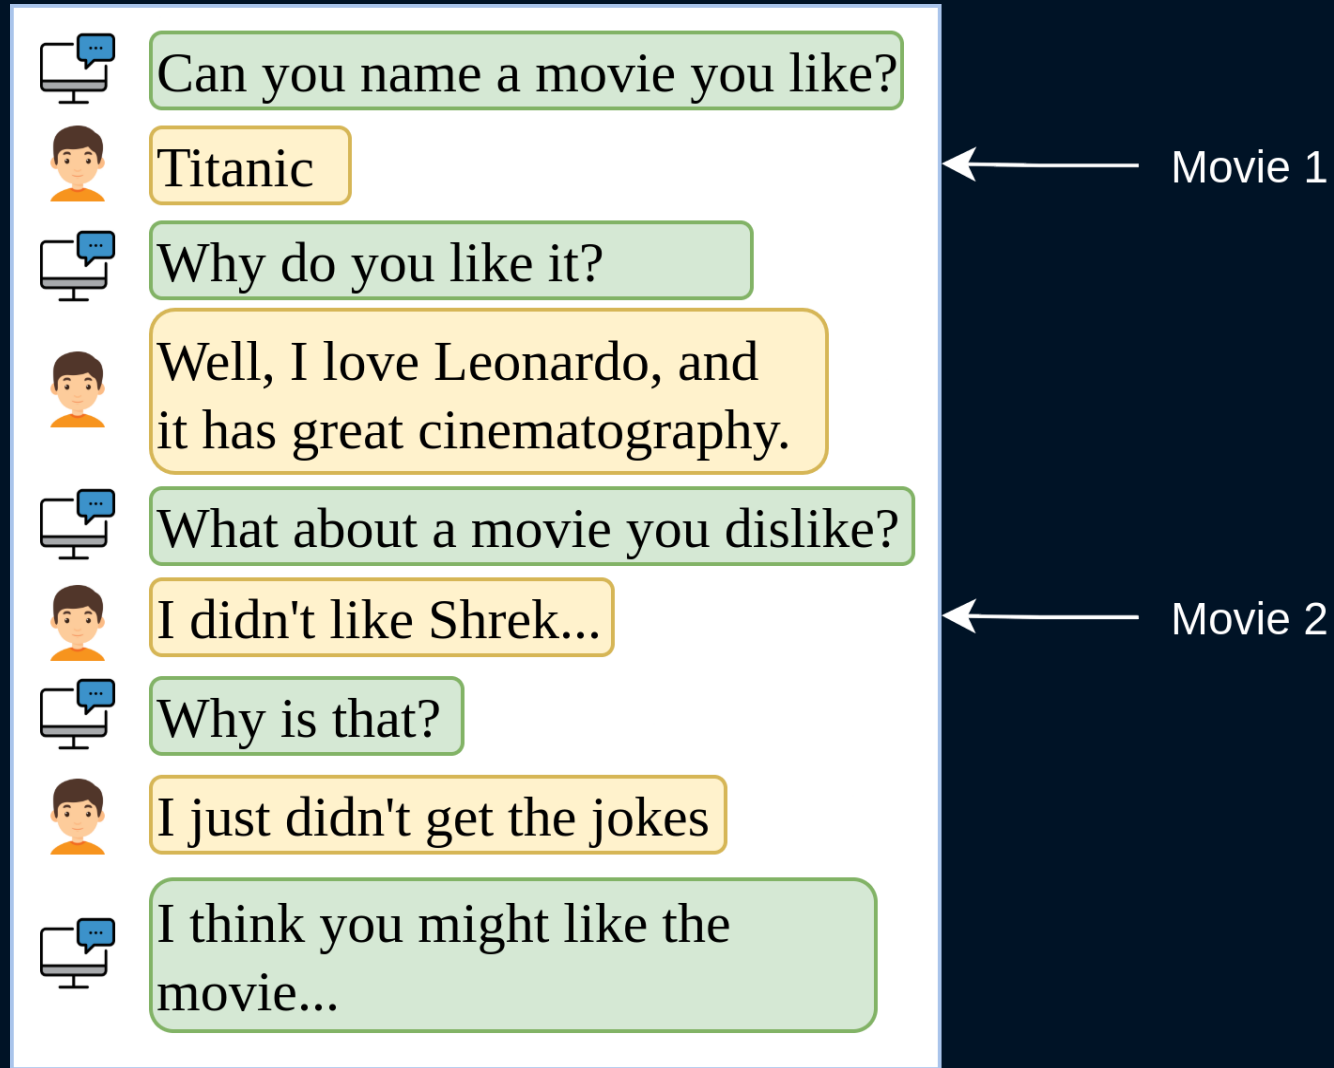 Can you name a movie you like?
Titanic
Movie 1
Why do you like it?
Well, I love Leonardo, and
it has great cinematography.
What about a movie you dislike?
I didn't like Shrek...
Movie 2
Why is that?
I just didn't get the jokes
I think you might like the
movie...